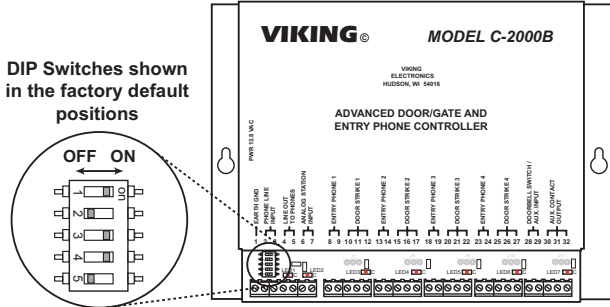 VIKING® MODEL C-2000B
VIKING
ELECTRONICS
HUDSON, WI 54016
DIP Switches shown
in the factory default
positions
ADVANCED DOOR/GATE AND
ENTRY PHONE CONTROLLER
OFF ON
ON
1
2
3
4
5
PWR 13.8 VAC
EARTH GND
PHONE LINE
INPUT
LINE OUT
TO PHONES
ANALOG STATION
INPUT
ENTRY PHONE 1
DOOR STRIKE 1
ENTRY PHONE 2
DOOR STRIKE 2
ENTRY PHONE 3
DOOR STRIKE 3
ENTRY PHONE 4
DOOR STRIKE 4
DOORBELL SWITCH /
AUX. INPUT
AUX. CONTACT
OUTPUT
1 2 3 4 5 6 7 8 9 10 11 12 13 14 15 16 17 18 19 20 21 22 23 24 25 26 27 28 29 30 31 32
LED1 LED2 LED3 LED4 LED5 LED6 LED7